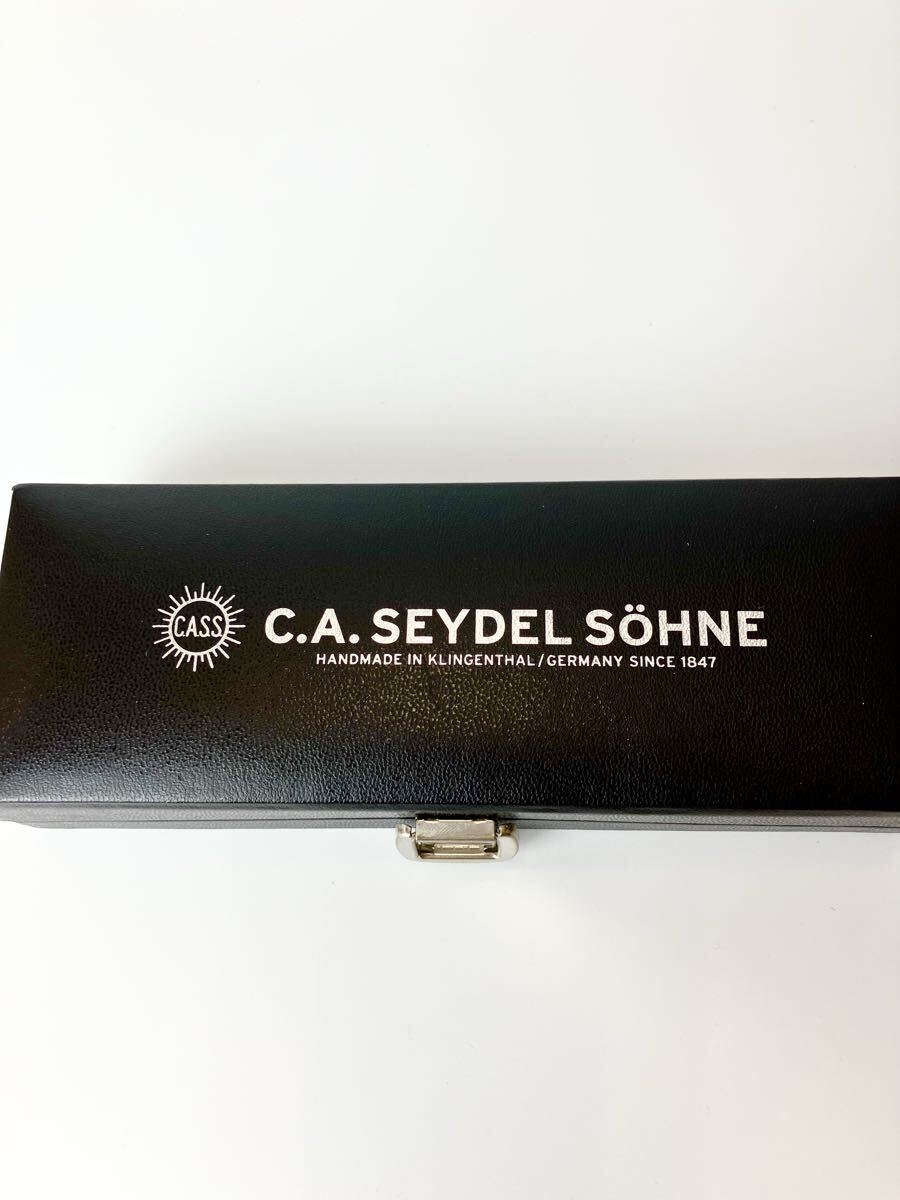 C.A.S.S.
C.A. SEYDEL SÖHNE
HANDMADE IN KLINGENTHAL/GERMANY SINCE 1847